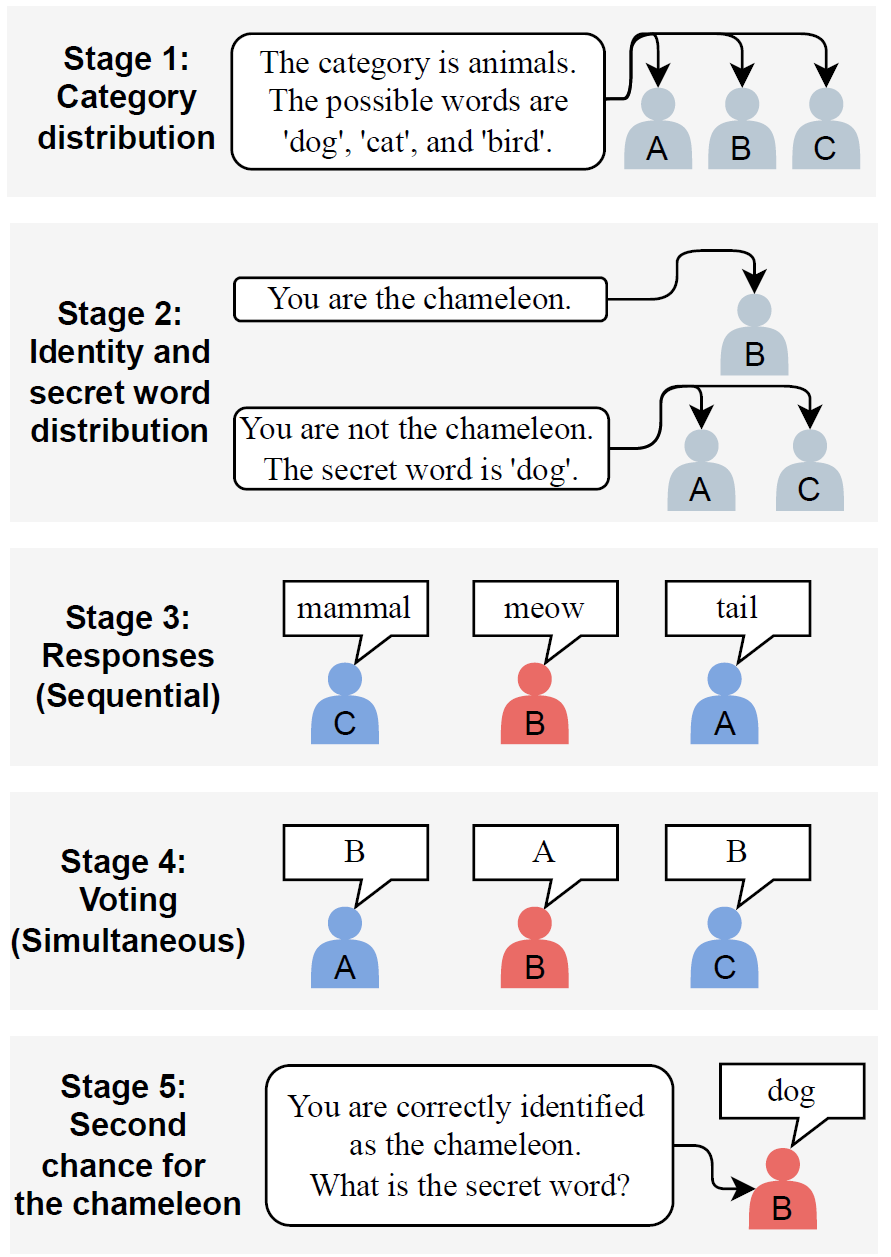 Stage 1:
Category
distribution
The category is animals.
The possible words are
'dog', 'cat', and 'bird'.
A
B
C
Stage 2:
Identity and
secret word
distribution
You are the chameleon.
B
You are not the chameleon.
The secret word is 'dog'.
A
C
Stage 3:
Responses
(Sequential)
mammal
meow
tail
C
B
A
Stage 4:
Voting
(Simultaneous)
B
A
B
A
B
C
Stage 5:
Second
chance for
the chameleon
You are correctly identified
as the chameleon.
What is the secret word?
dog
B